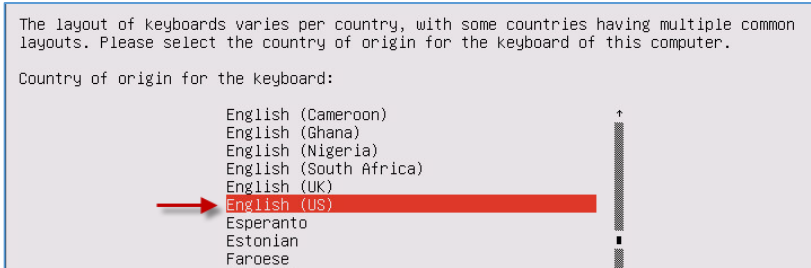 The layout of keyboards varies per country, with some countries having multiple common
layouts. Please select the country of origin for the keyboard of this computer.
Country of origin for the keyboard:
English (Cameroon)
English (Ghana)
English (Nigeria)
English (South Africa)
English (UK)
English (US)
Esperanto
Estonian
Faroese